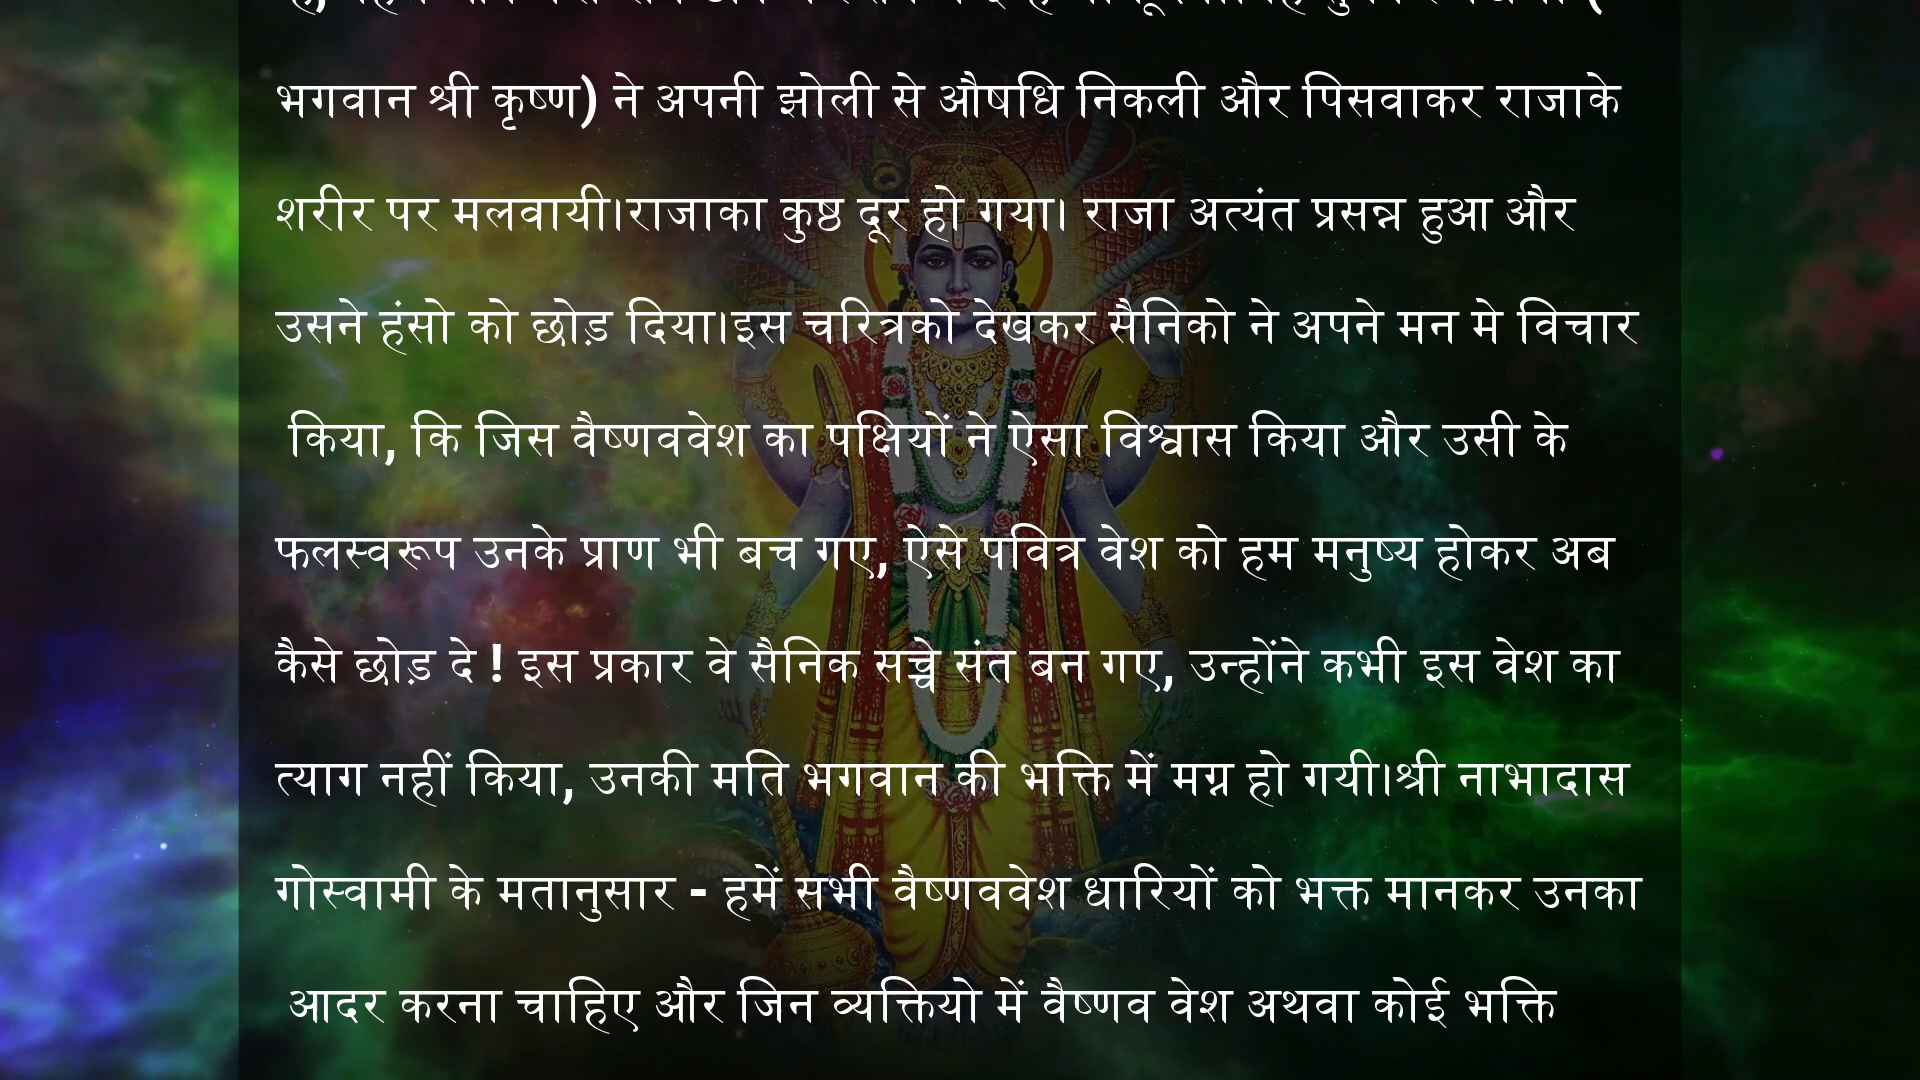 भगवान श्री कृष्ण) ने अपनी झोली से औषधि निकली और पिसवाकर राजाके
शरीर पर मलवायी।राजाका कुष्ठ दूर हो गया। राजा अत्यंत प्रसन्न हुआ और
उसने हंसो को छोड़ दिया।इस चरित्रको देखकर सैनिको ने अपने मन मे विचार
किया, कि जिस वैष्णववेश का पक्षियों ने ऐसा विश्वास किया और उसी के
फलस्वरूप उनके प्राण भी बच गए, ऐसे पवित्र वेश को हम मनुष्य होकर अब
कैसे छोड़ दे ! इस प्रकार वे सैनिक सच्चे संत बन गए, उन्होंने कभी इस वेश का
त्याग नहीं किया, उनकी मति भगवान की भक्ति में मग्न हो गयी।श्री नाभादास
गोस्वामी के मतानुसार - हमें सभी वैष्णववेश धारियों को भक्त मानकर उनका
आदर करना चाहिए और जिन व्यक्तियो में वैष्णव वेश अथवा कोई भक्ति